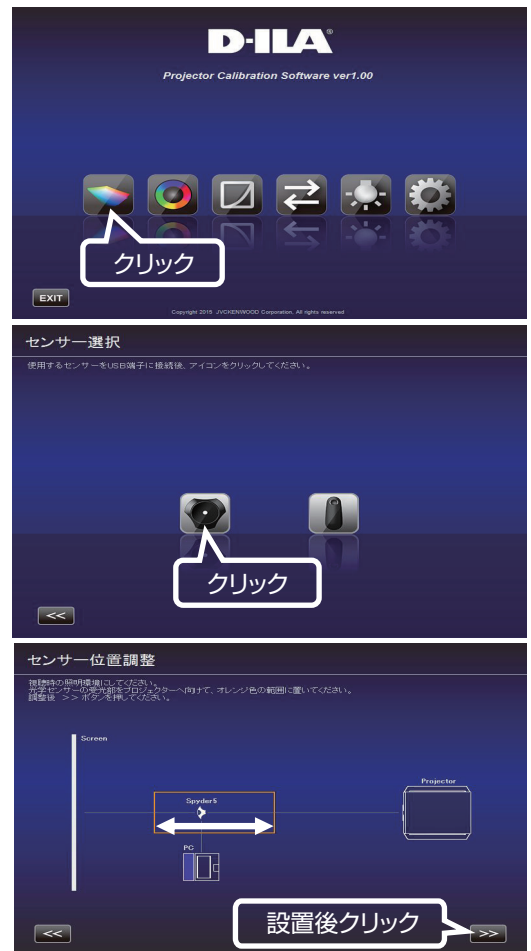 D-ILA®
Projector Calibration Software ver1.00
クリック
EXIT
Copyright 2015 JVCKENWOOD Corporation. All rights reserved
センサー選択
使用するセンサーをUSB端子に接続後、アイコンをクリックしてください。
クリック
<<
センサー位置調整
視聴時の照明環境にしてください。
光学センサーの受光部をプロジェクターへ向けて、オレンジ色の範囲に置いてください。
調整後 >> ボタンを押してください。
Screen
Projector
Spyder5
PC
設置後クリック
<<
>>